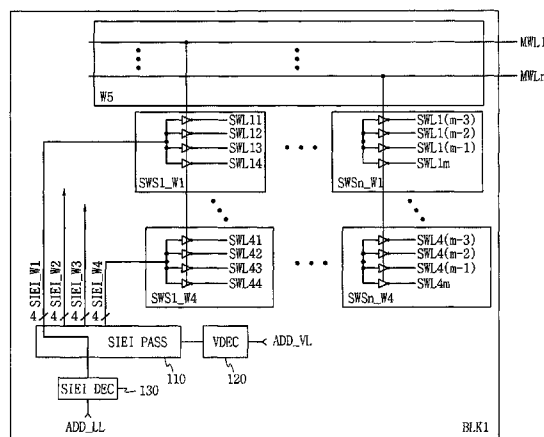 MWL1
MWLn
W5
SWL11
SWL12
SWL13
SWL14
SWS1_W1
SWL1(m-3)
SWL1(m-2)
SWL1(m-1)
SWL1m
SWSn_W1
SWL41
SWL42
SWL43
SWL44
SWS1_W4
SWL4(m-3)
SWL4(m-2)
SWL4(m-1)
SWL4m
SWSn_W4
SIEI_W1
SIEI_W2
SIEI_W3
SIEI_W4
4 4 4 4
SIEI PASS
VDEC
ADD_VL
110
120
SIEI DEC
130
ADD_LL
BLK1